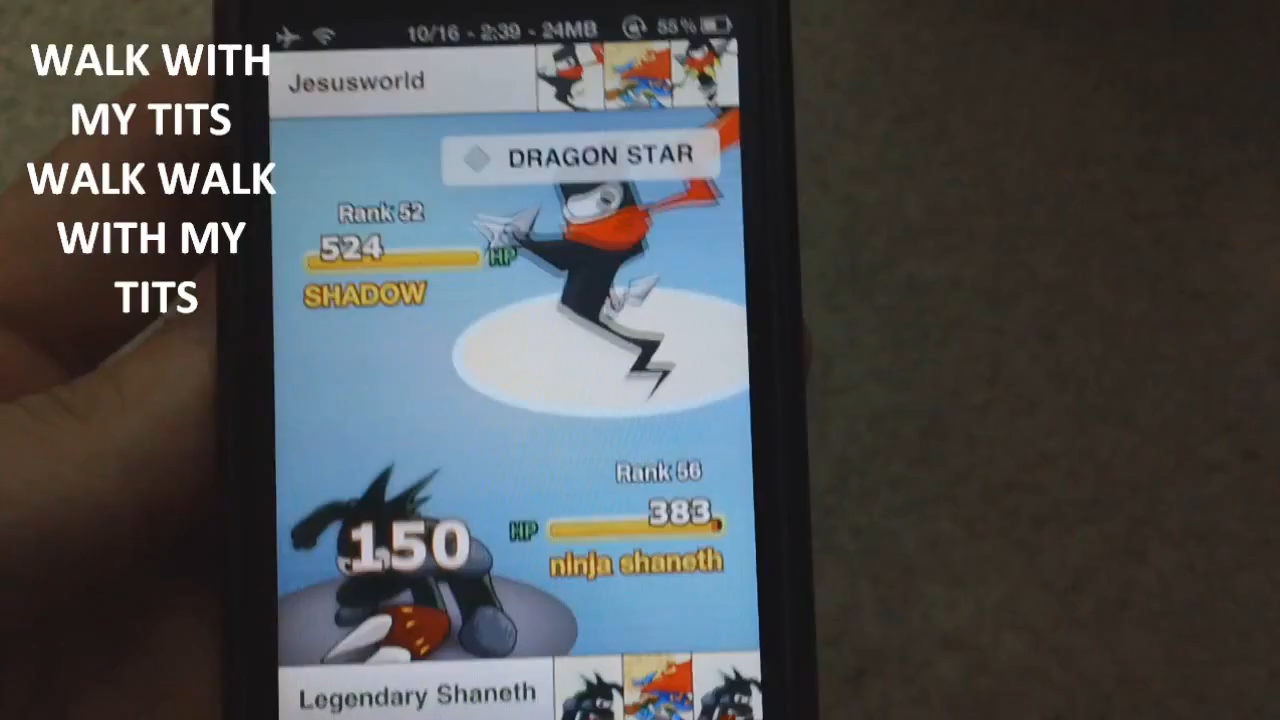 WALK WITH
MY TITS
WALK WALK
WITH MY
TITS
10/16 - 2:39 - 24MB
55%
Jesusworld
DRAGON STAR
Rank 52
524
HP
SHADOW
Rank 56
383
HP
ninja shaneth
150
Legendary Shaneth